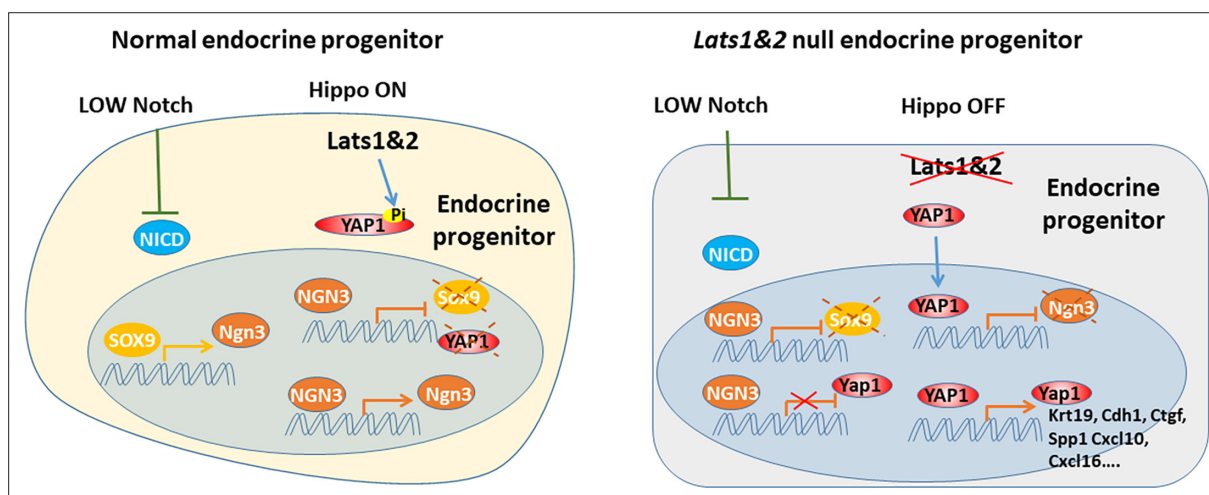 Normal endocrine progenitor
LOW Notch
Hippo ON
Lats1&2
Pi
YAP1
Endocrine
progenitor
NICD
NGN3
Sox9
YAP1
SOX9
Ngn3
NGN3
Ngn3
Lats1&2 null endocrine progenitor
LOW Notch
Hippo OFF
Lats1&2
YAP1
Endocrine
progenitor
NICD
NGN3
Sox9
YAP1
Ngn3
NGN3
Yap1
YAP1
Yap1
Krt19, Cdh1, Ctgf,
Spp1 Cxcl10,
Cxcl16....